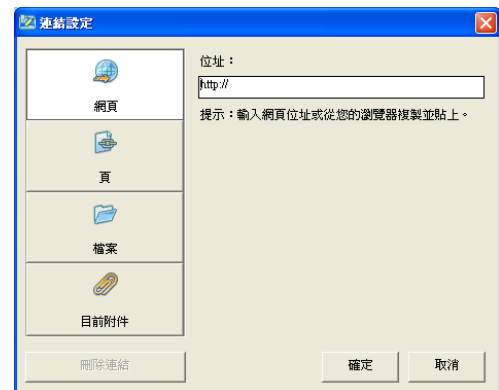 連結設定
網頁
頁
檔案
目前附件
位址：
http://
提示：輸入網頁位址或從您的瀏覽器複製並貼上。
刪除連結
確定
取消